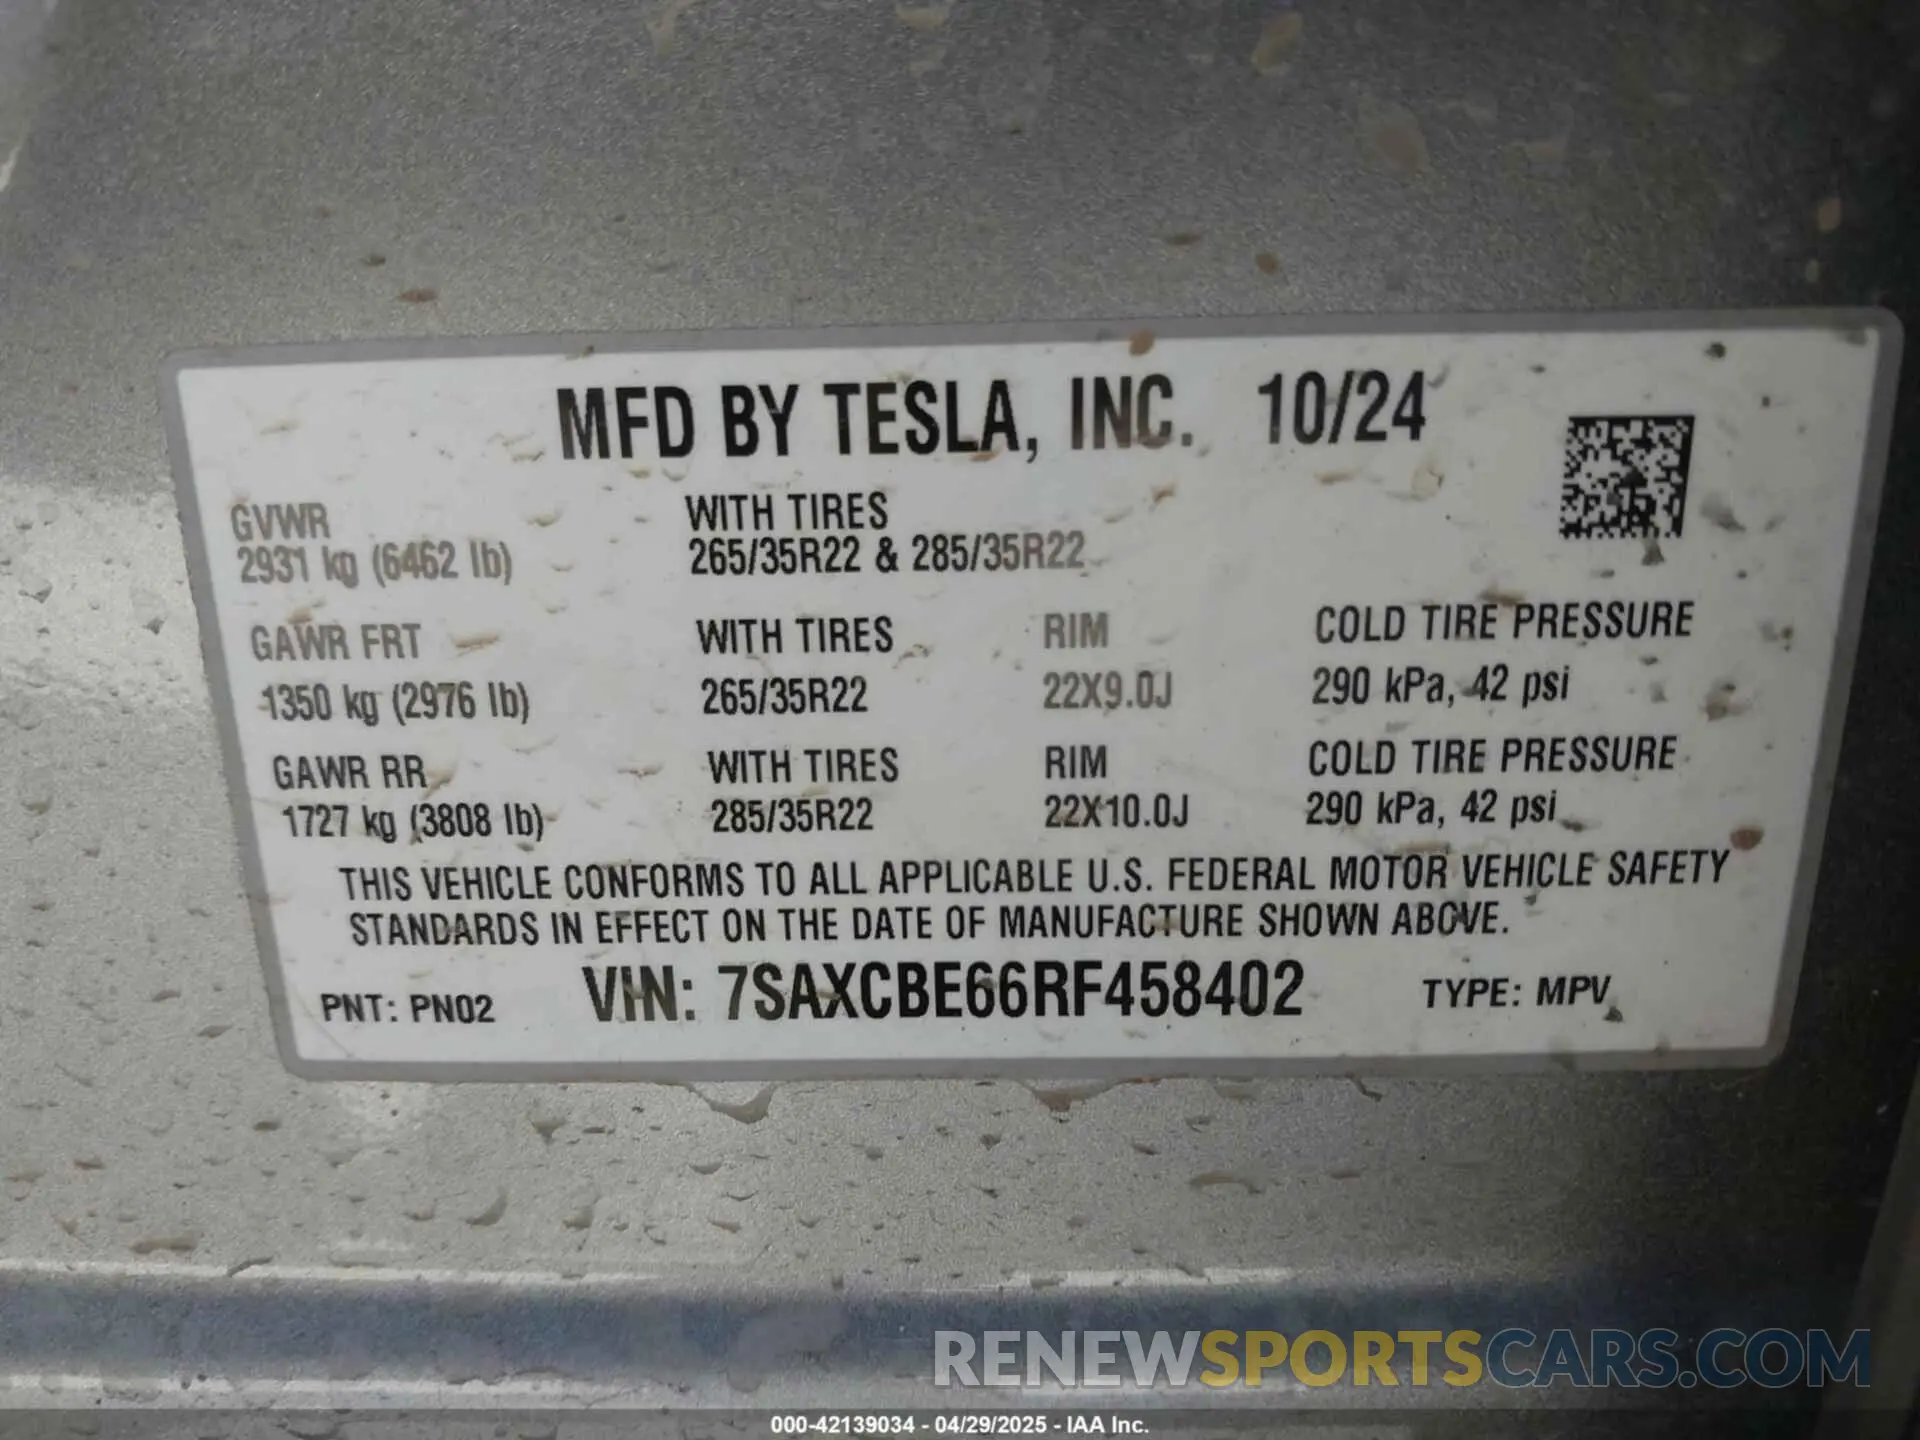 MFD BY TESLA, INC. 10/24
GVWR WITH TIRES
2931 kg (6462 lb) 265/35R22 & 285/35R22
GAWR FRT WITH TIRES RIM COLD TIRE PRESSURE
1350 kg (2976 lb) 265/35R22 22X9.0J 290 kPa, 42 psi
GAWR RR WITH TIRES RIM COLD TIRE PRESSURE
1727 kg (3808 lb) 285/35R22 22X10.0J 290 kPa, 42 psi
THIS VEHICLE CONFORMS TO ALL APPLICABLE U.S. FEDERAL MOTOR VEHICLE SAFETY
STANDARDS IN EFFECT ON THE DATE OF MANUFACTURE SHOWN ABOVE.
PNT: PN02 VIN: 7SAXCBE66RF458402 TYPE: MPV
RENEWSPORTSCARS.COM
000-42139034 - 04/29/2025 - IAA Inc.